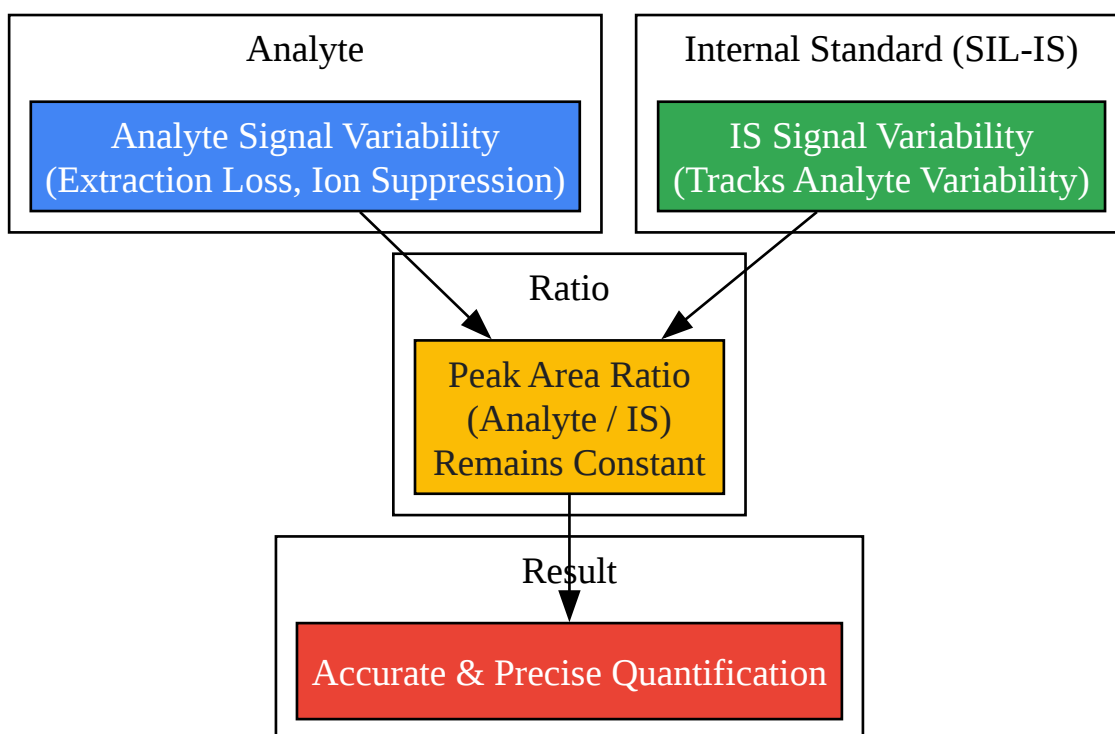 Analyte
Internal Standard (SIL-IS)
Analyte Signal Variability
(Extraction Loss, Ion Suppression)
IS Signal Variability
(Tracks Analyte Variability)
Ratio
Peak Area Ratio
(Analyte / IS)
Remains Constant
Result
Accurate & Precise Quantification